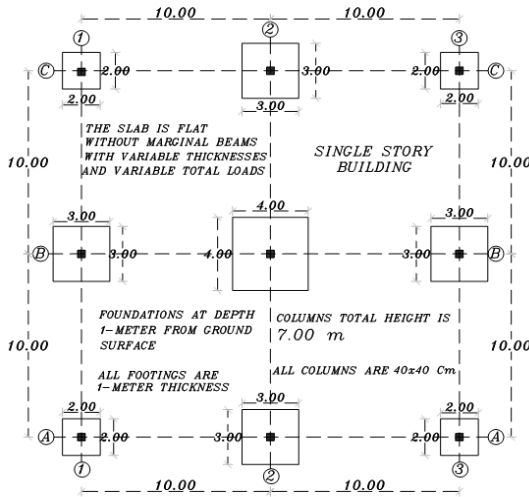 10.00 10.00
1 2 3
C 2.00 3.00 2.00 C
2.00 3.00 2.00
THE SLAB IS FLAT
WITHOUT MARGINAL BEAMS
WITH VARIABLE THICKNESSES
AND VARIABLE TOTAL LOADS
SINGLE STORY
BUILDING
10.00 10.00
3.00 4.00 3.00
B 3.00 4.00 3.00 B
FOUNDATIONS AT DEPTH
1-METER FROM GROUND
SURFACE
COLUMNS TOTAL HEIGHT IS
7.00 m
10.00 10.00
ALL FOOTINGS ARE
1-METER THICKNESS
ALL COLUMNS ARE 40x40 Cm
2.00 3.00 2.00
A 2.00 3.00 2.00 A
1 2 3
10.00 10.00